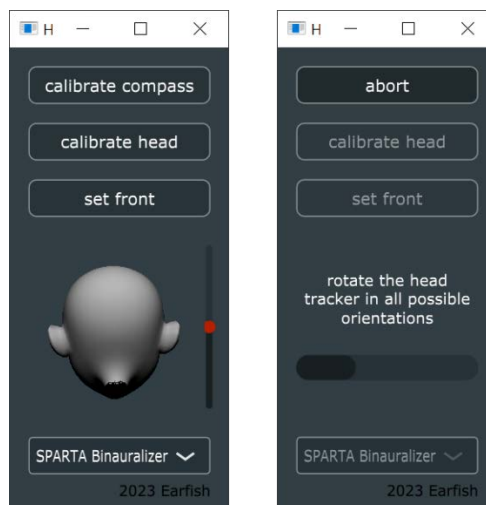 H
calibrate compass
calibrate head
set front
SPARTA Binauralizer
2023 Earfish
H
abort
calibrate head
set front
rotate the head
tracker in all possible
orientations
SPARTA Binauralizer
2023 Earfish